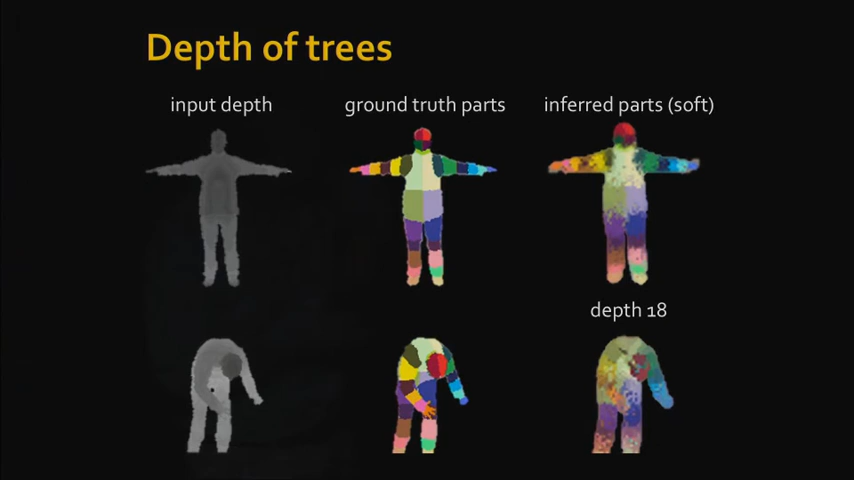 Depth of trees
input depth
ground truth parts
inferred parts (soft)
depth 18